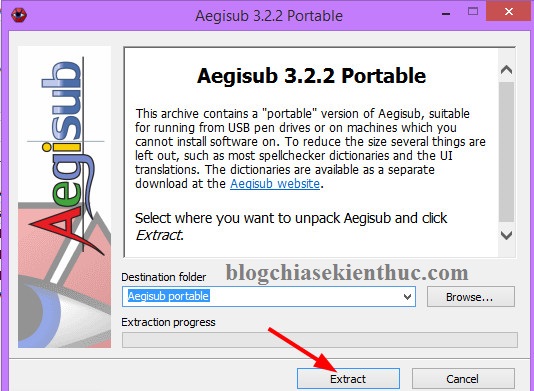 Aegisub 3.2.2 Portable
Aegisub
Aegisub 3.2.2 Portable
This archive contains a "portable" version of Aegisub, suitable
for running from USB pen drives or on machines which you
cannot install software on. To reduce the size several things are
left out, such as most spellchecker dictionaries and the UI
translations. The dictionaries are available as a separate
download at the Aegisub website.
Select where you want to unpack Aegisub and click
Extract.
Destination folder
blogchiasekienthuc.com
Aegisub portable
Browse...
Extraction progress
Extract
Cancel